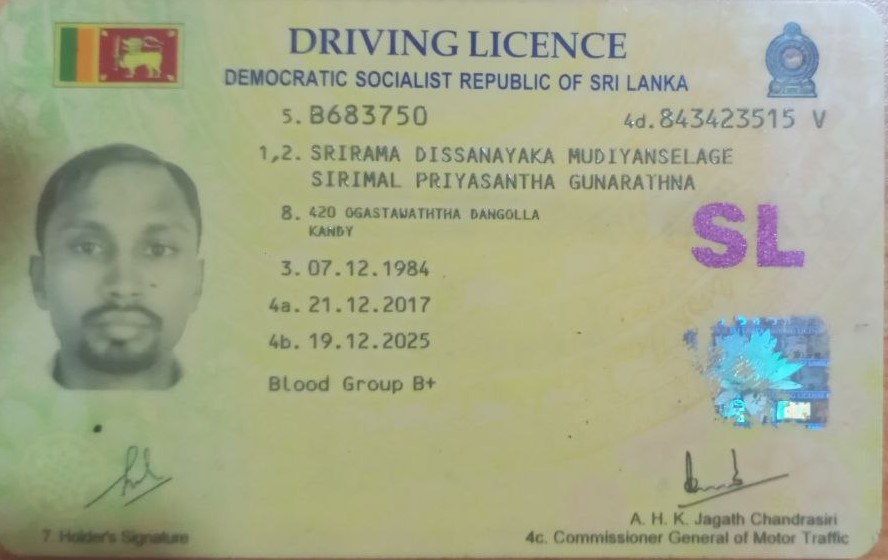 DRIVING LICENCE
DEMOCRATIC SOCIALIST REPUBLIC OF SRI LANKA
5. B683750
4d. 843423515 V
1,2. SRIRAMA DISSANAYAKA MUDIYANSELAGE
SIRIMAL PRIYASANTHA GUNARATHNA
8. 420 OGASTAWATHTHA DANGOLLA
KANDY
SL
3. 07.12.1984
4a. 21.12.2017
4b. 19.12.2025
Blood Group B+
A. H. K. Jagath Chandrasiri
7. Holder's Signature
4c. Commissioner General of Motor Traffic